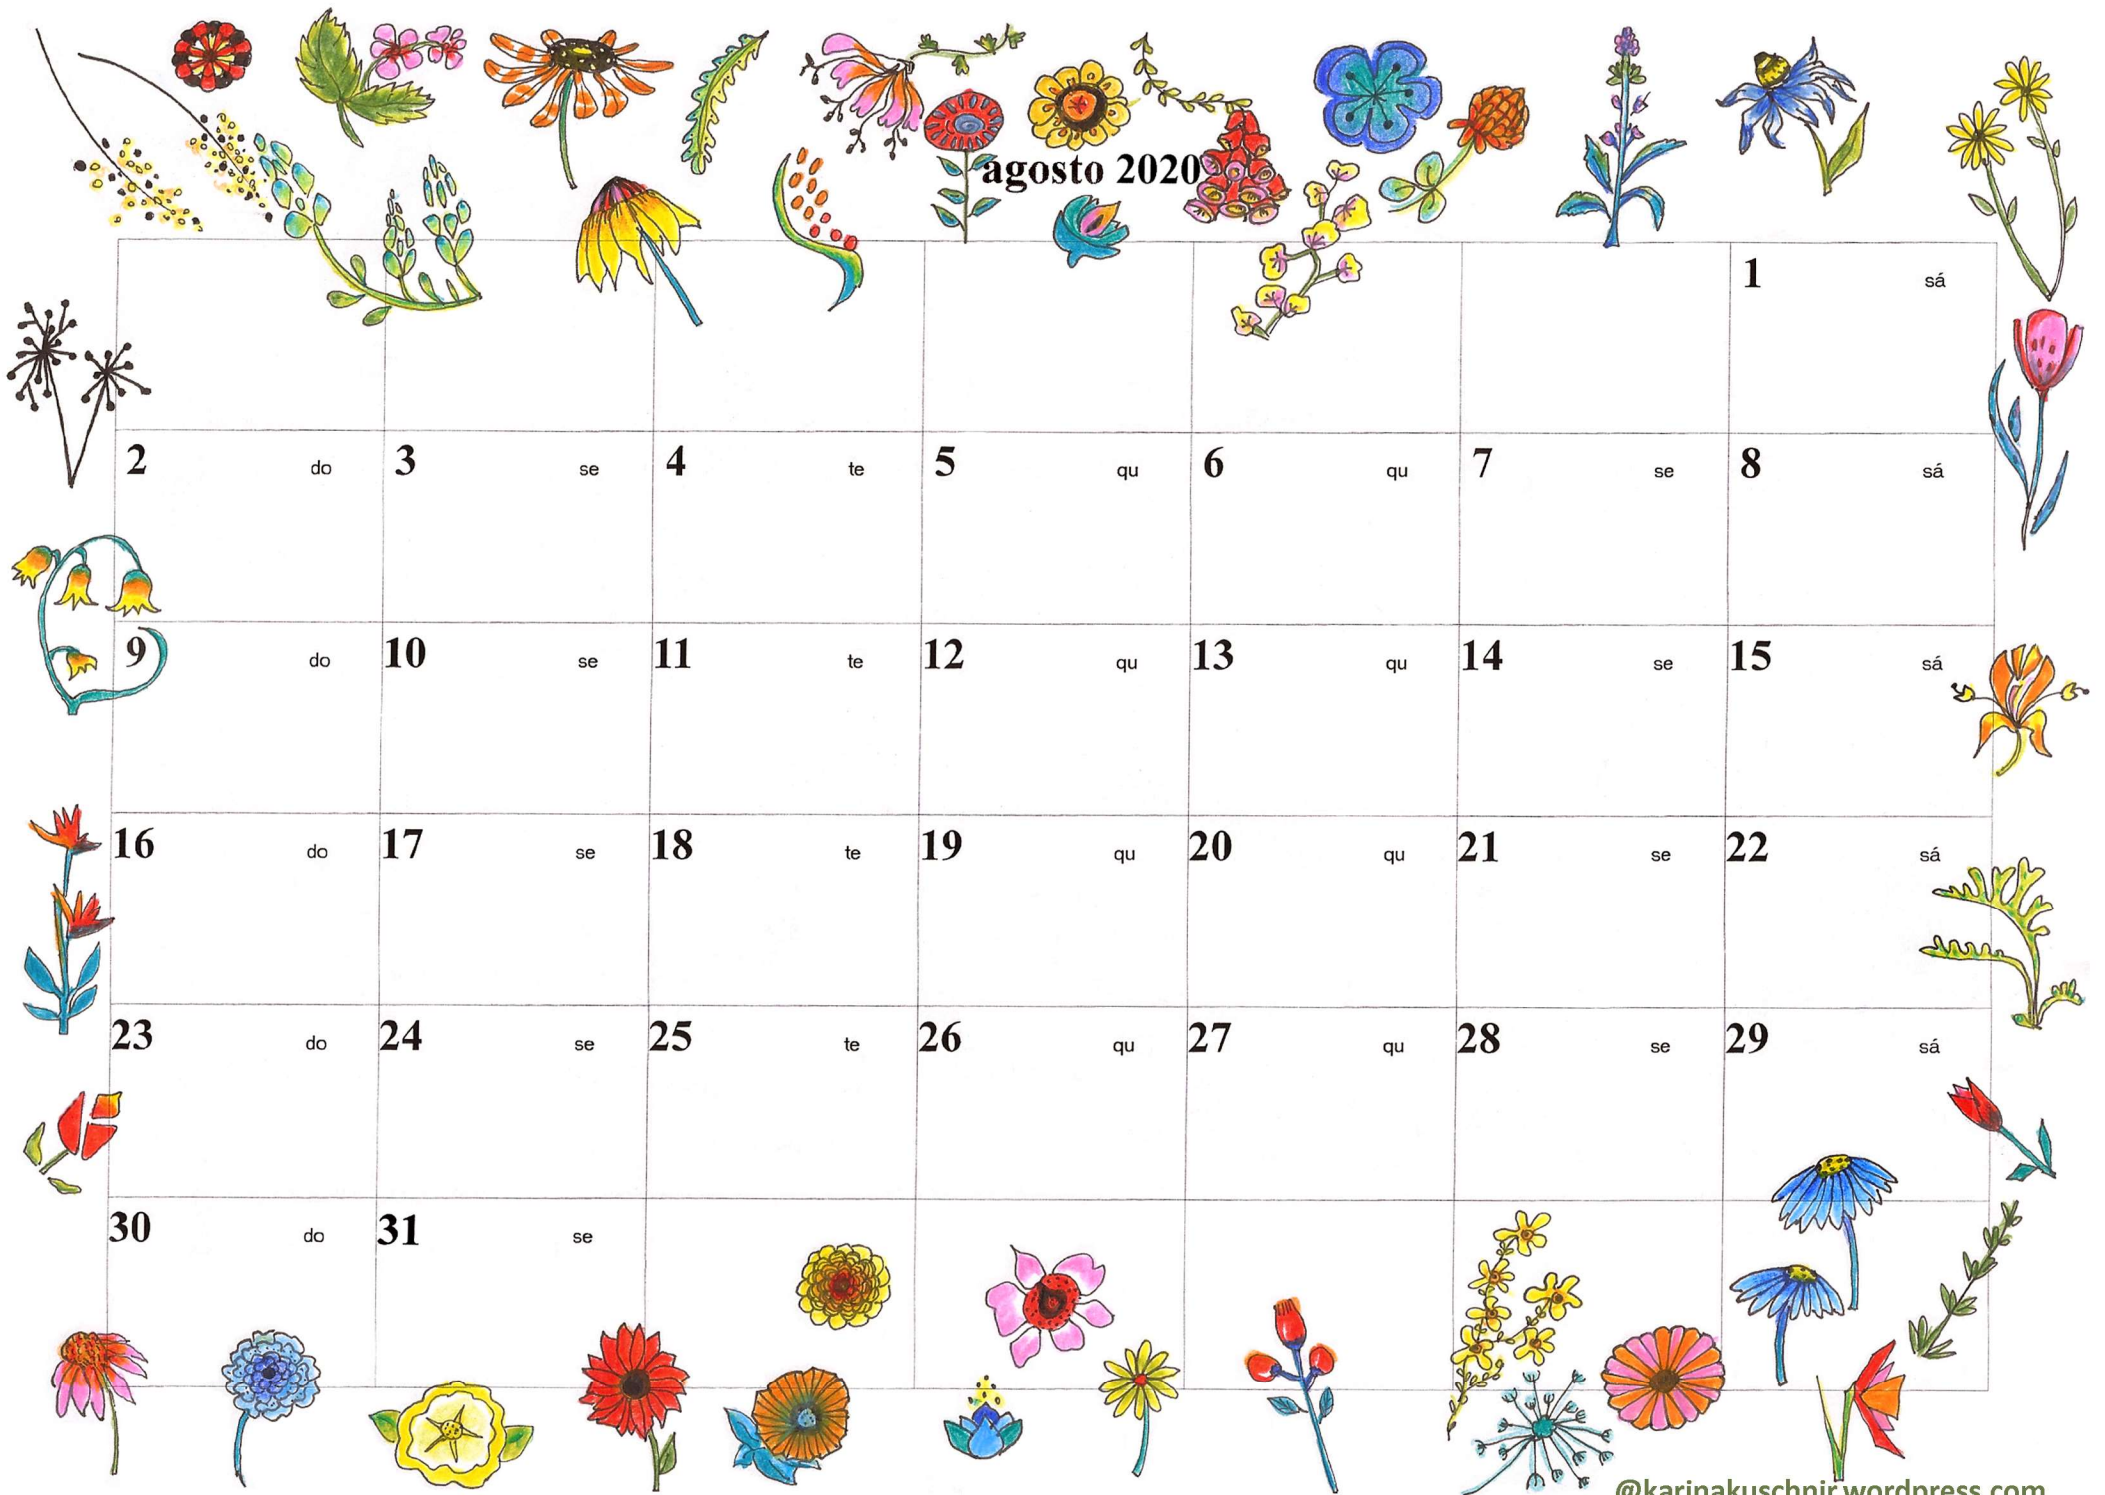 agosto 2020
1 sá
2 do 3 se 4 te 5 qu 6 qu 7 se 8 sá
9 do 10 se 11 te 12 qu 13 qu 14 se 15 sá
16 do 17 se 18 te 19 qu 20 qu 21 se 22 sá
23 do 24 se 25 te 26 qu 27 qu 28 se 29 sá
30 do 31 se
@karinakuschnir.wordpress.com